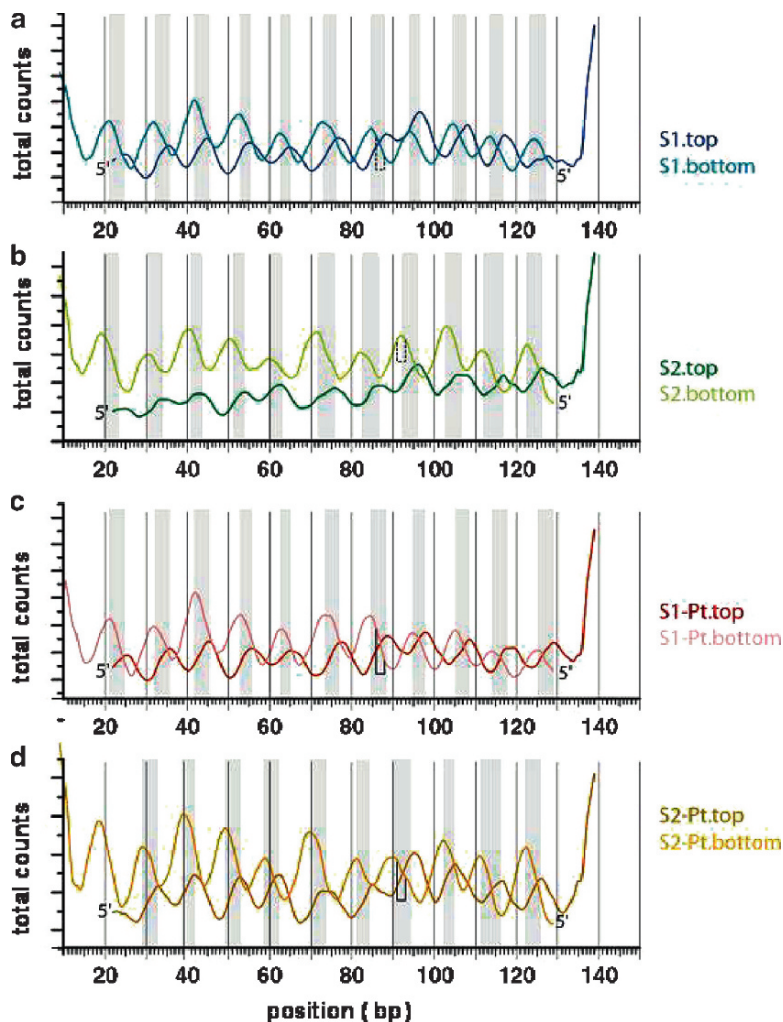 a
total counts
S1.top
S1.bottom
5'
5'
20 40 60 80 100 120 140
b
total counts
S2.top
S2.bottom
5'
5'
20 40 60 80 100 120 140
c
total counts
S1-Pt.top
S1-Pt.bottom
5'
5'
20 40 60 80 100 120 140
d
total counts
S2-Pt.top
S2-Pt.bottom
5'
5'
20 40 60 80 100 120 140
position (bp)